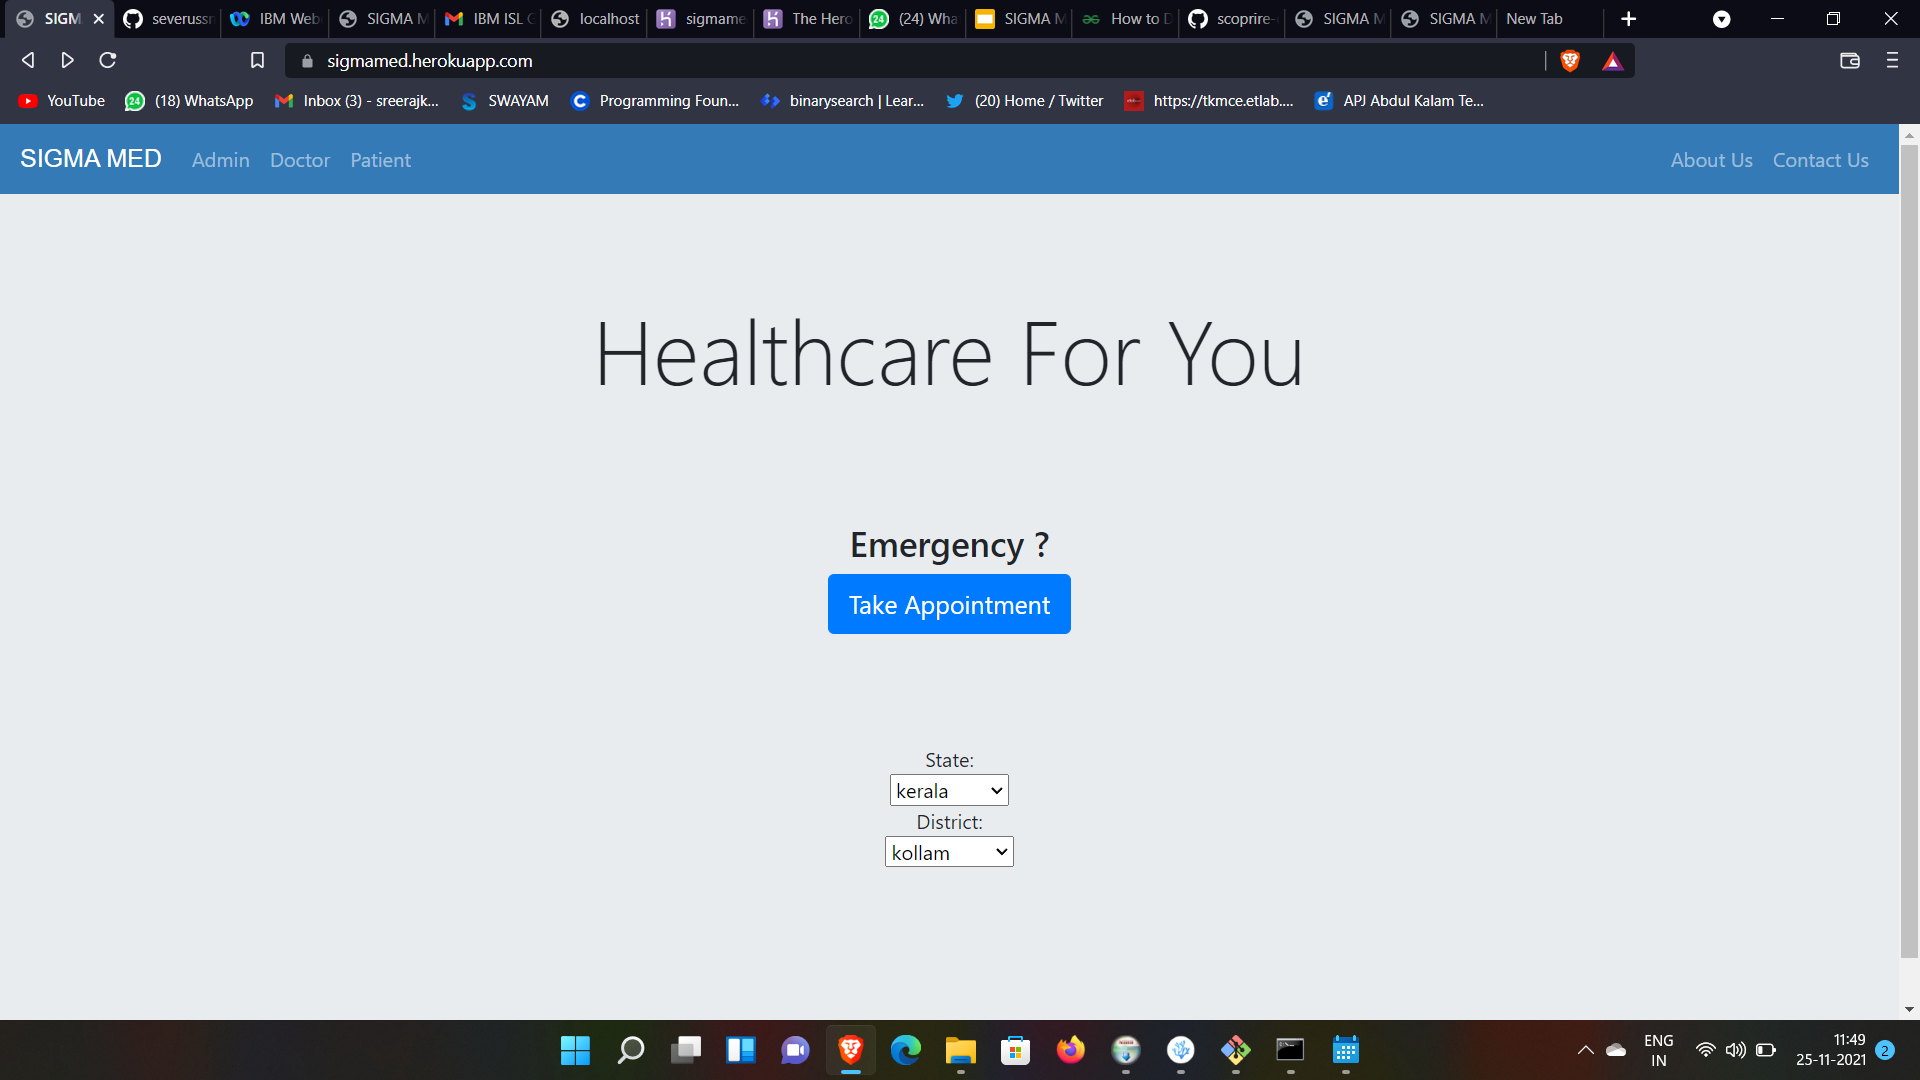 SIGM
severussn
IBM Web
SIGMA M
IBM ISL
localhost
sigmame
The Hero
(24) Wha
SIGMA M
How to D
scoprire-
SIGMA M
SIGMA M
New Tab
sigmamed.herokuapp.com
YouTube
(18) WhatsApp
Inbox (3) - sreerajk...
SWAYAM
Programming Foun...
binarysearch | Lear...
(20) Home / Twitter
https://tkmce.etlab....
APJ Abdul Kalam Te...
SIGMA MED
Admin
Doctor
Patient
About Us
Contact Us
Healthcare For You
Emergency ?
Take Appointment
State:
kerala
District:
kollam
ENG
IN
11:49
25-11-2021
2